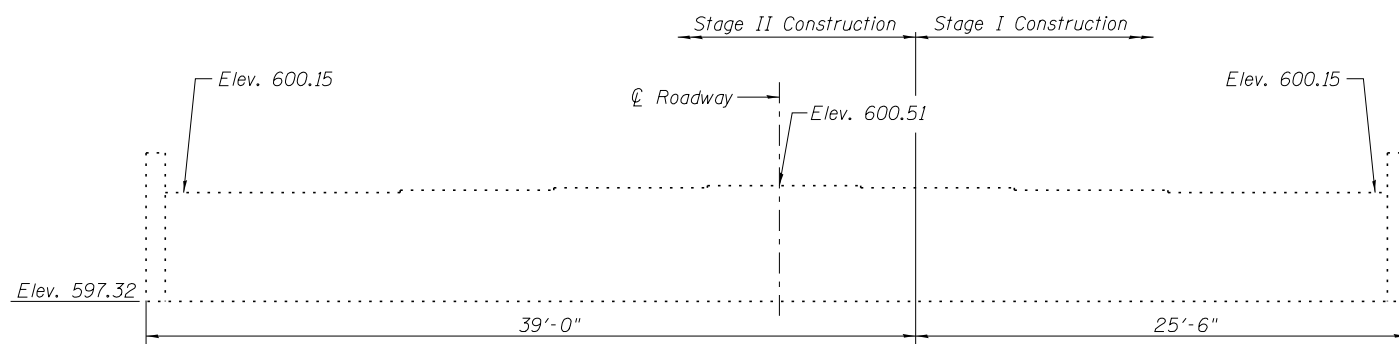 Stage II Construction
Stage I Construction
Elev. 600.15
℄ Roadway
Elev. 600.51
Elev. 600.15
Elev. 597.32
39'-0"
25'-6"